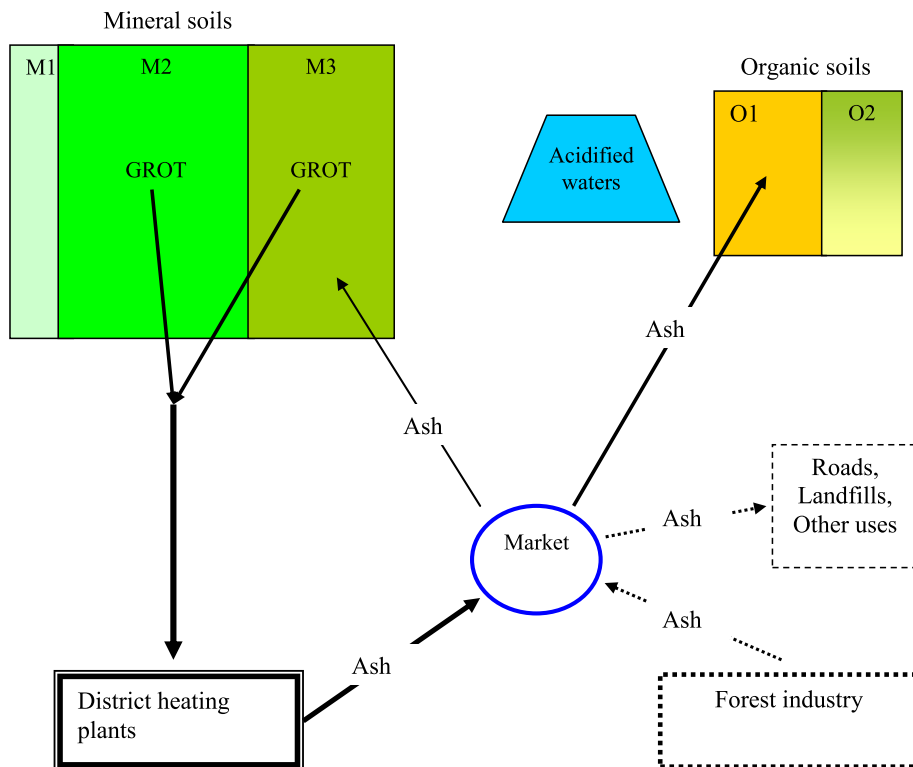 Mineral soils
M1
M2
M3
GROT
GROT
Organic soils
O1
O2
Acidified
waters
Ash
Ash
Market
Roads,
Landfills,
Other uses
Ash
Ash
Ash
District heating
plants
Forest industry